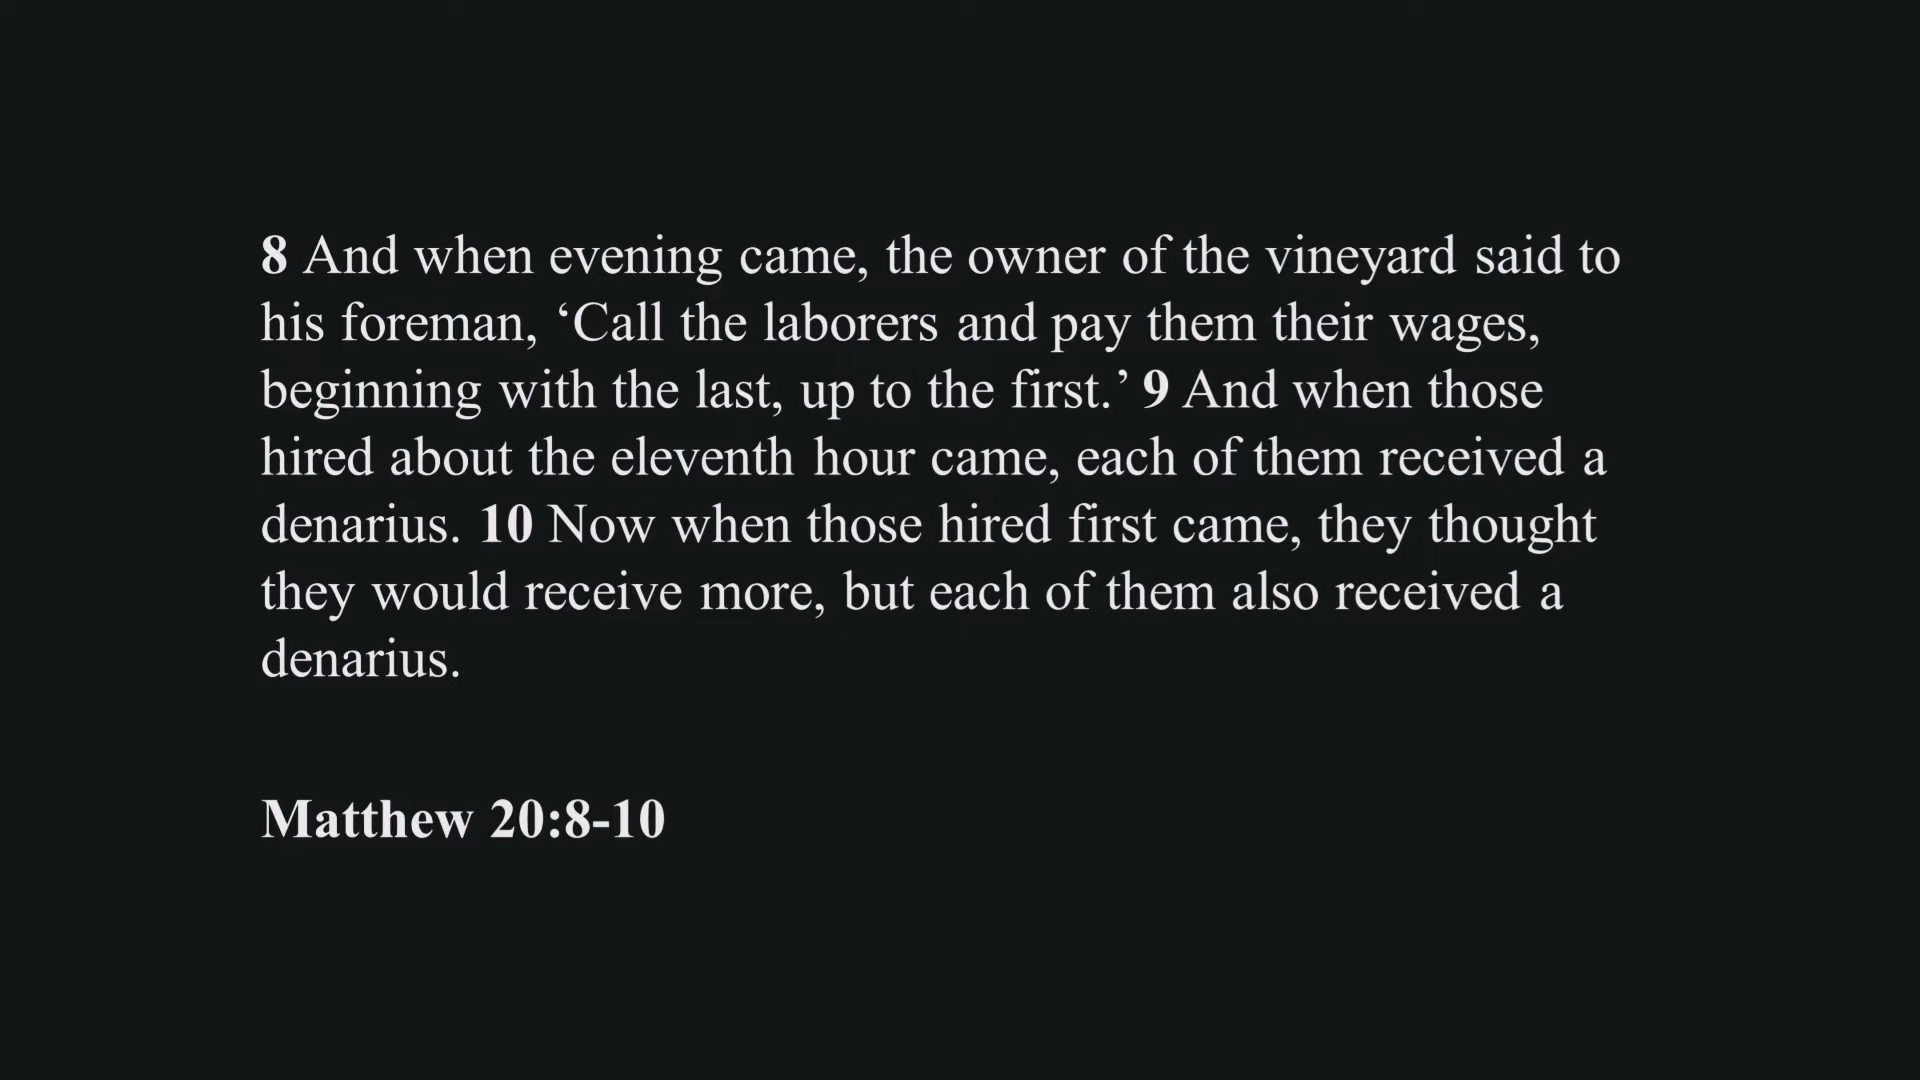 8 And when evening came, the owner of the vineyard said to
his foreman, ‘Call the laborers and pay them their wages,
beginning with the last, up to the first.’ 9 And when those
hired about the eleventh hour came, each of them received a
denarius. 10 Now when those hired first came, they thought
they would receive more, but each of them also received a
denarius.
Matthew 20:8-10